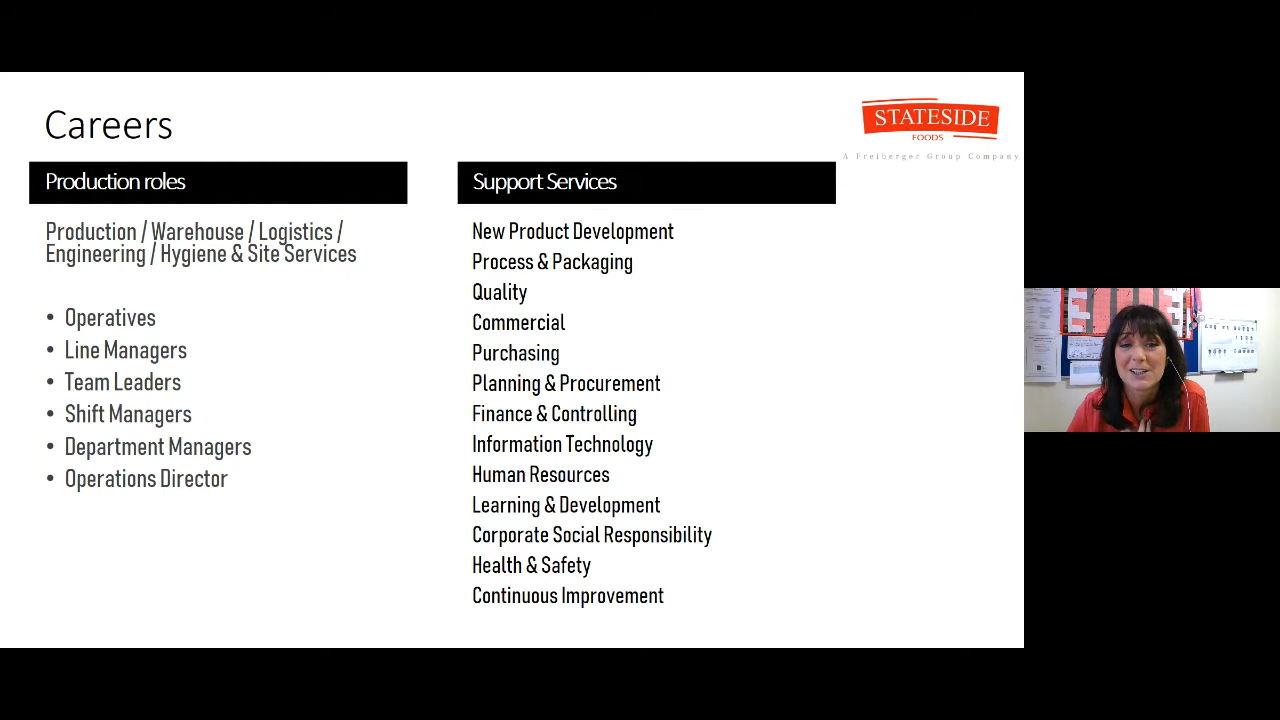 Careers
STATESIDE
FOODS
A Freiberger Group Company
Production roles
Production / Warehouse / Logistics /
Engineering / Hygiene & Site Services
• Operatives
• Line Managers
• Team Leaders
• Shift Managers
• Department Managers
• Operations Director
Support Services
New Product Development
Process & Packaging
Quality
Commercial
Purchasing
Planning & Procurement
Finance & Controlling
Information Technology
Human Resources
Learning & Development
Corporate Social Responsibility
Health & Safety
Continuous Improvement